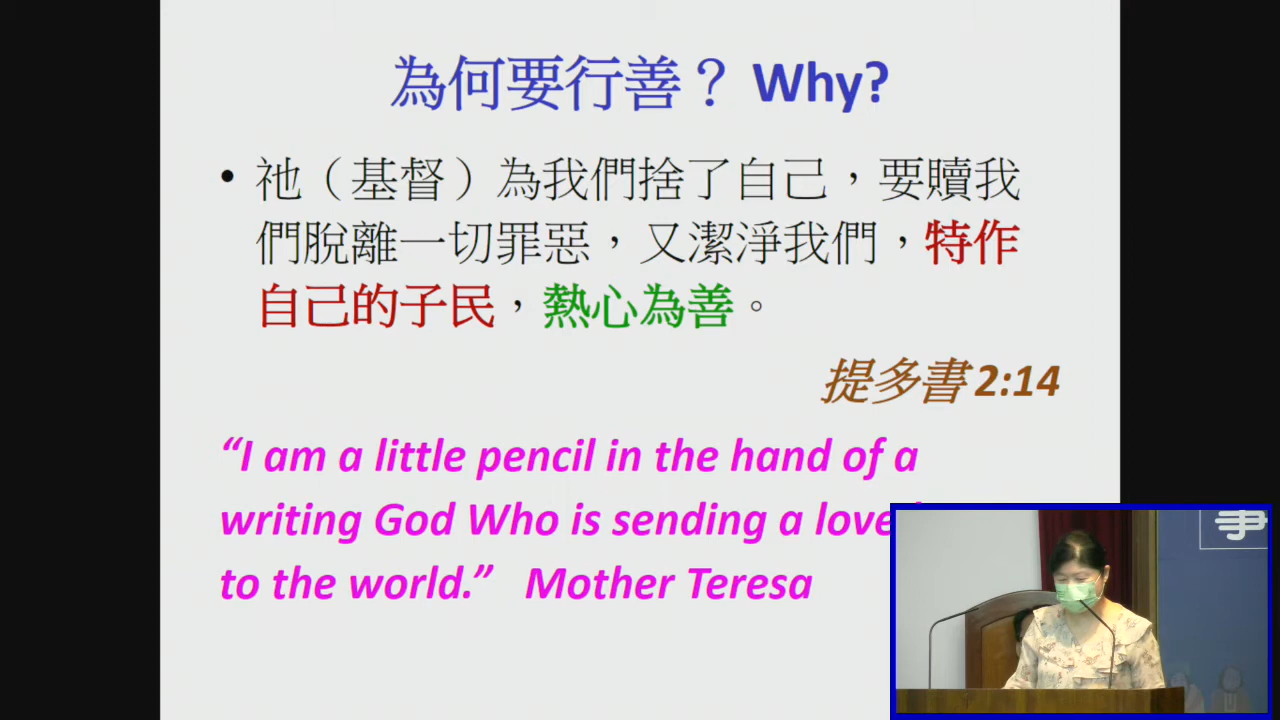 為何要行善？ Why?
• 祂（基督）為我們捨了自己，要贖我
們脫離一切罪惡，又潔淨我們，特作
自己的子民，熱心為善。
提多書 2:14
“I am a little pencil in the hand of a
writing God Who is sending a love
to the world.” Mother Teresa
事